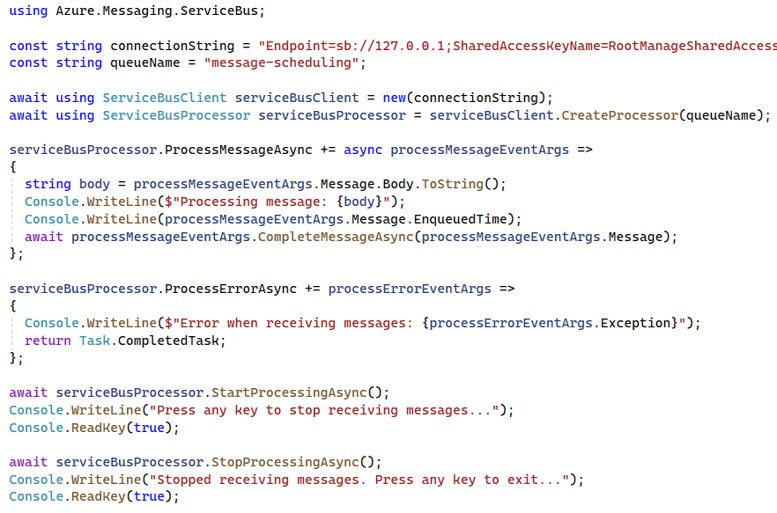 using Azure.Messaging.ServiceBus;

const string connectionString = "Endpoint=sb://127.0.0.1;SharedAccessKeyName=RootManageSharedAccess
const string queueName = "message-scheduling";

await using ServiceBusClient serviceBusClient = new(connectionString);
await using ServiceBusProcessor serviceBusProcessor = serviceBusClient.CreateProcessor(queueName);

serviceBusProcessor.ProcessMessageAsync += async processMessageEventArgs =>
{
  string body = processMessageEventArgs.Message.Body.ToString();
  Console.WriteLine($"Processing message: {body}");
  Console.WriteLine(processMessageEventArgs.Message.EnqueuedTime);
  await processMessageEventArgs.CompleteMessageAsync(processMessageEventArgs.Message);
};

serviceBusProcessor.ProcessErrorAsync += processErrorEventArgs =>
{
  Console.WriteLine($"Error when receiving messages: {processErrorEventArgs.Exception}");
  return Task.CompletedTask;
};

await serviceBusProcessor.StartProcessingAsync();
Console.WriteLine("Press any key to stop receiving messages...");
Console.ReadKey(true);

await serviceBusProcessor.StopProcessingAsync();
Console.WriteLine("Stopped receiving messages. Press any key to exit...");
Console.ReadKey(true);